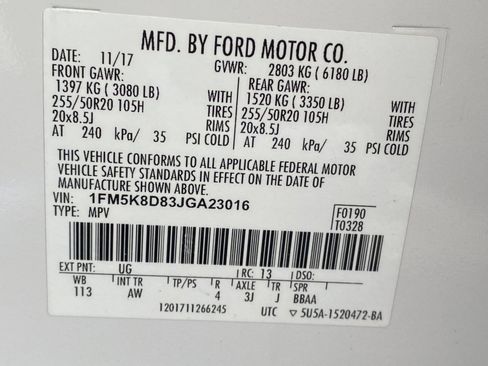 MFD. BY FORD MOTOR CO.
DATE: 11/17 GVWR: 2803 KG ( 6180 LB)
FRONT GAWR: REAR GAWR:
1397 KG ( 3080 LB) WITH 1520 KG ( 3350 LB) WITH
255/50R20 105H TIRES 255/50R20 105H TIRES
20x8.5J RIMS 20x8.5J RIMS
AT 240 kPa/ 35 PSI COLD AT 240 kPa/ 35 PSI COLD
THIS VEHICLE CONFORMS TO ALL APPLICABLE FEDERAL MOTOR
VEHICLE SAFETY STANDARDS IN EFFECT ON THE DATE OF
MANUFACTURE SHOWN ABOVE.
VIN: 1FM5K8D83JGA23016 F0190
TYPE: MPV T0328
EXT PNT: UG RC: 13 DSO:
WB INT TR TP/PS R AXLE TR SPR
113 AW 4 3J J BBAA
1201711266245 UTC ▽ 5U5A-1520472-BA